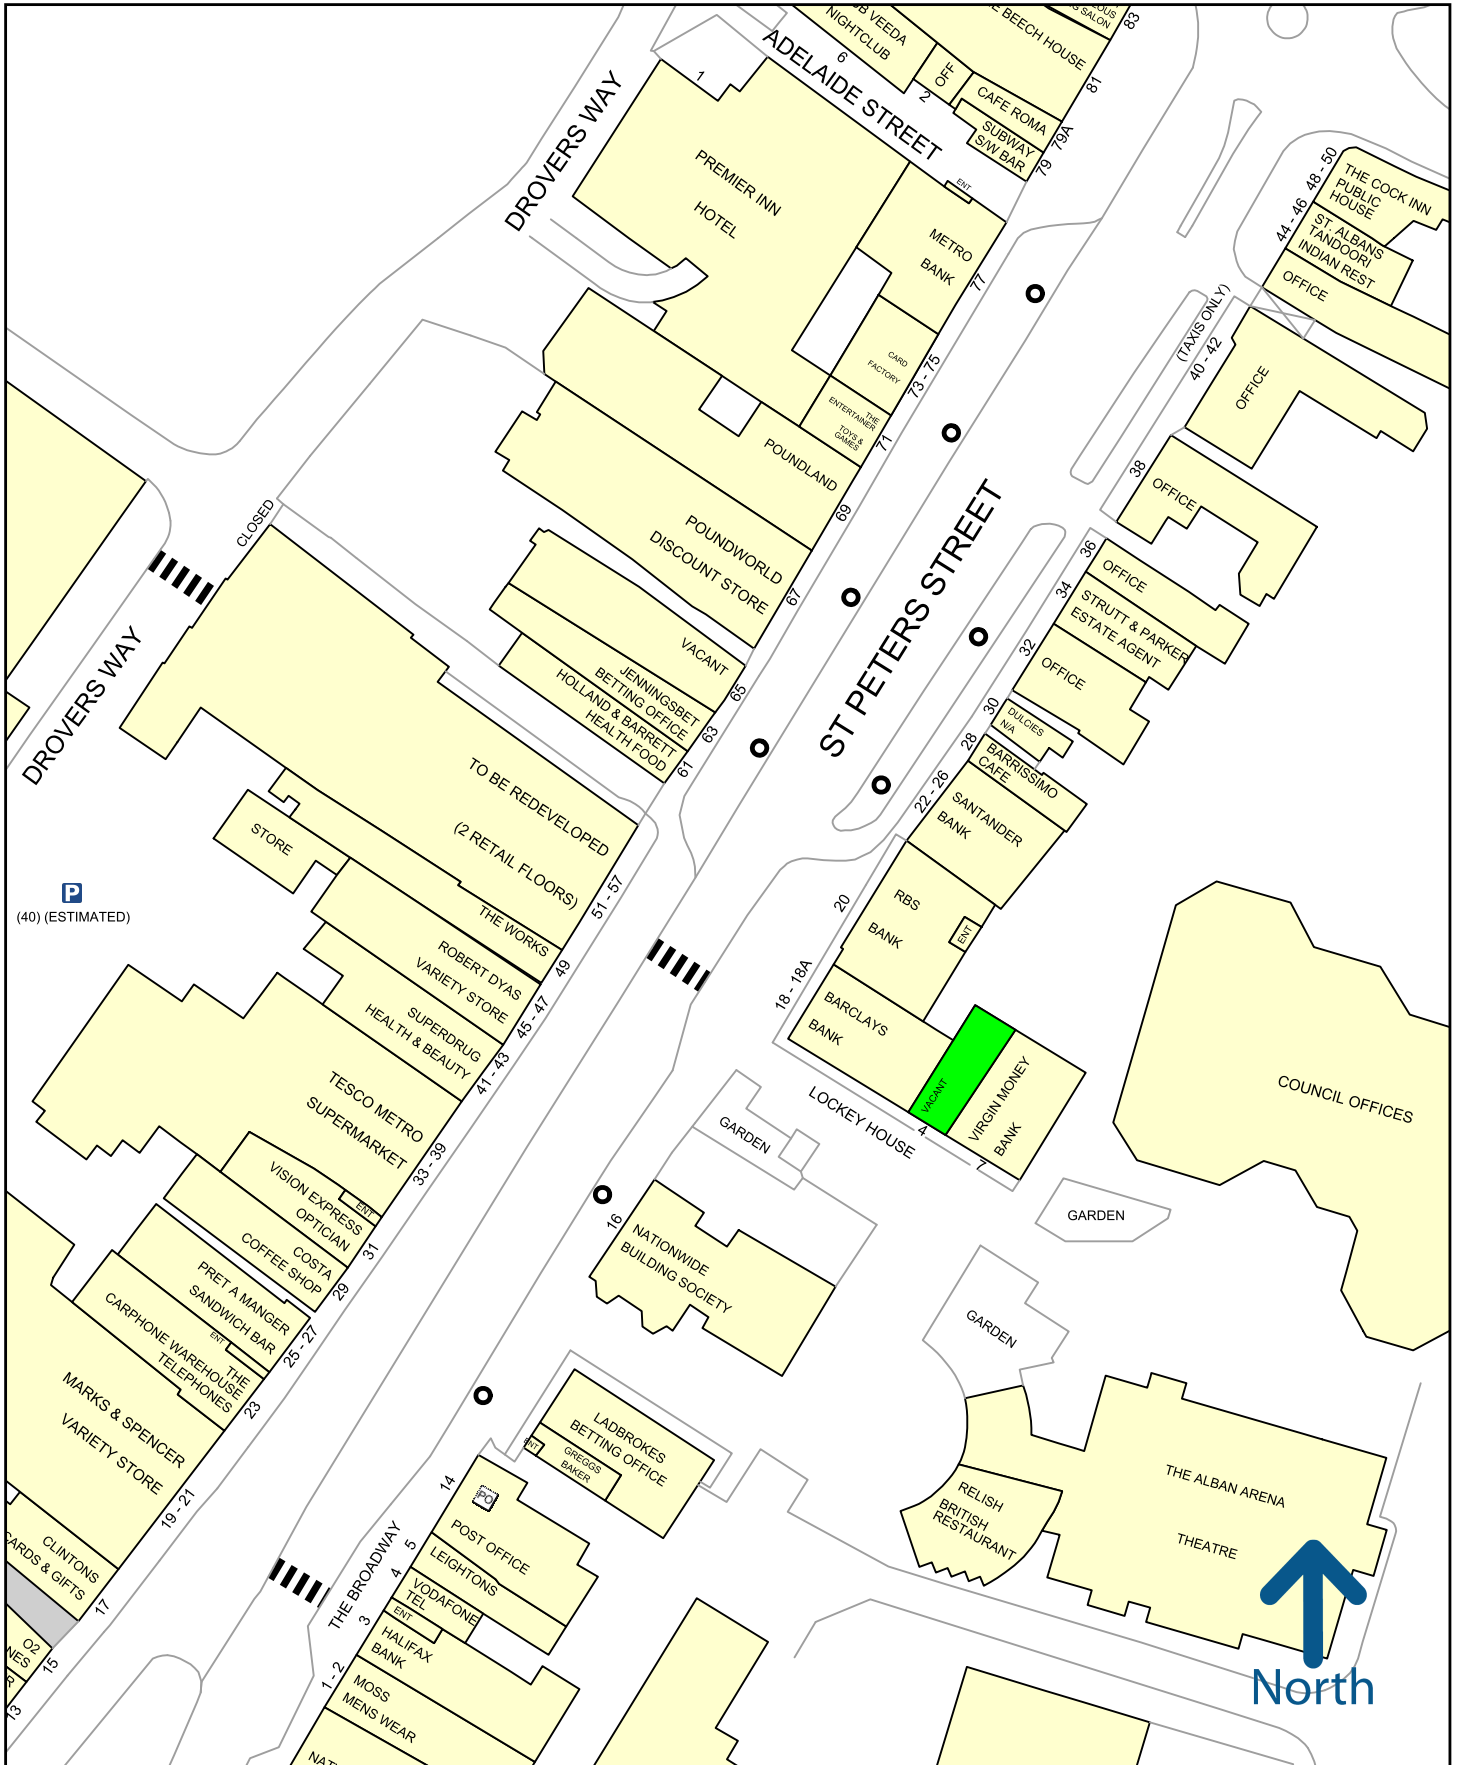 NIGHTCLUB
6
OFF
2
ADELAIDE STREET
BEECH HOUSE
83
81
CAFE ROMA
79A
SUBWAY
S/W BAR
79
DROVERS WAY
1
PREMIER INN
HOTEL
ENT
METRO
BANK
77
CARD
FACTORY
73 - 75
THE
ENTERTAINER
TOYS &
GAMES
71
POUNDLAND
69
POUNDWORLD
DISCOUNT STORE
67
VACANT
65
JENNINGSBET
BETTING OFFICE
63
HOLLAND & BARRETT
HEALTH FOOD
61
48 - 50
THE COCK INN
PUBLIC
HOUSE
44 - 46
ST. ALBANS
TANDOORI
INDIAN REST
OFFICE
(TAXIS ONLY)
40 - 42
OFFICE
38
OFFICE
36
OFFICE
34
STRUTT & PARKER
ESTATE AGENT
32
OFFICE
30
DULCIES
N/A
28
BARRISSIMO
CAFE
22 - 26
SANTANDER
BANK
ST PETERS STREET
20
RBS
BANK
ENT
18 - 18A
BARCLAYS
BANK
VACANT
4
VIRGIN MONEY
BANK
7
LOCKEY HOUSE
COUNCIL OFFICES
CLOSED
DROVERS WAY
TO BE REDEVELOPED
(2 RETAIL FLOORS)
51 - 57
STORE
P
(40) (ESTIMATED)
THE WORKS
49
ROBERT DYAS
VARIETY STORE
45 - 47
SUPERDRUG
HEALTH & BEAUTY
41 - 43
TESCO METRO
SUPERMARKET
33 - 39
VISION EXPRESS
OPTICIAN
ENT
31
COSTA
COFFEE SHOP
29
PRET A MANGER
SANDWICH BAR
25 - 27
ENT
THE
CARPHONE WAREHOUSE
TELEPHONES
23
MARKS & SPENCER
VARIETY STORE
19 - 21
CLINTONS
CARDS & GIFTS
17
O2
15
13
GARDEN
GARDEN
GARDEN
16
NATIONWIDE
BUILDING SOCIETY
LADBROKES
BETTING OFFICE
ENT
GREGGS
BAKER
14
PO
POST OFFICE
THE BROADWAY
5
LEIGHTONS
4
VODAFONE
TEL
ENT
3
HALIFAX
BANK
1 - 2
MOSS
MENS WEAR
RELISH
BRITISH
RESTAURANT
THE ALBAN ARENA
THEATRE
North